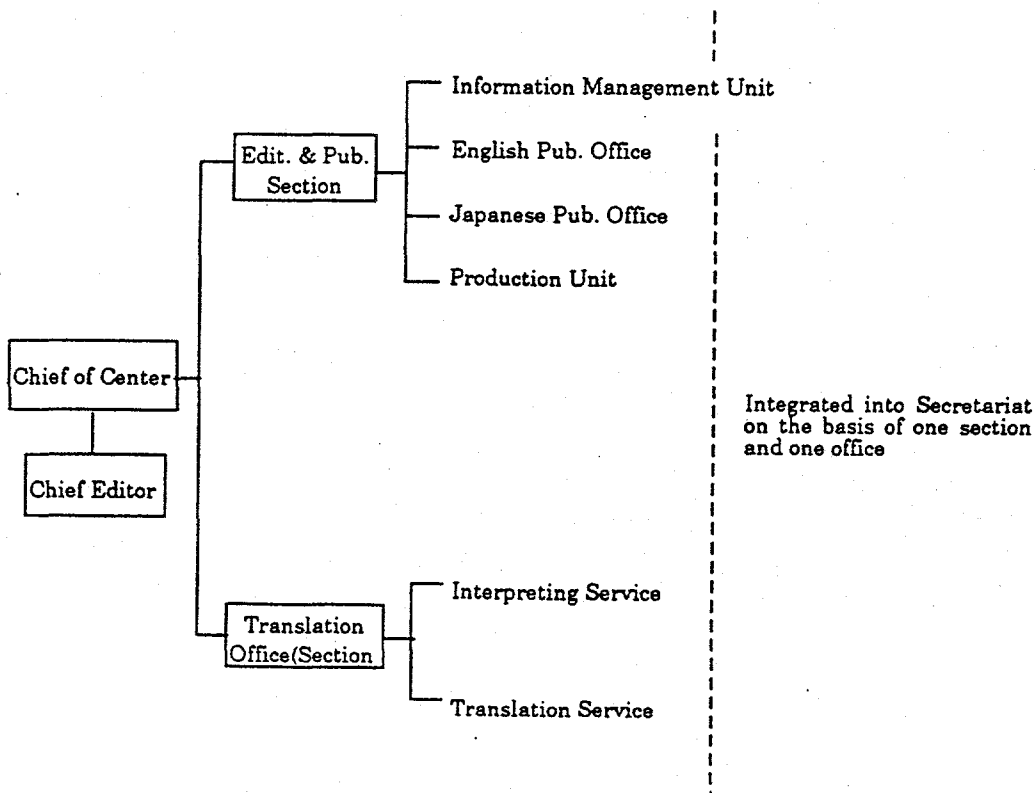 Information Management Unit
Edit. & Pub.
Section
English Pub. Office
Japanese Pub. Office
Production Unit
Chief of Center
Chief Editor
Integrated into Secretariat
on the basis of one section
and one office
Translation
Office(Section
Interpreting Service
Translation Service